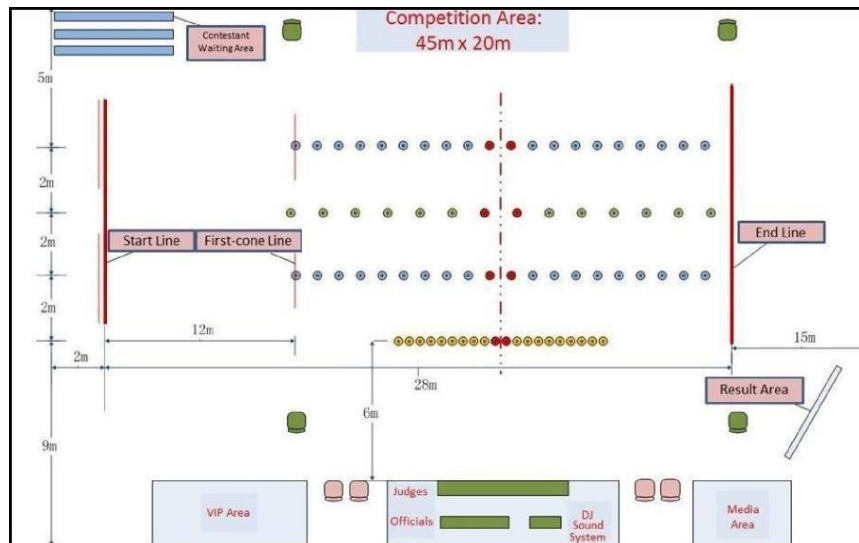 Competition Area:
45m x 20m
Contestant
Waiting Area
5m
2m
2m
2m
Start Line
First-cone Line
End Line
12m
2m
28m
15m
6m
9m
Result Area
VIP Area
Judges
Officials
DJ
Sound
System
Media
Area